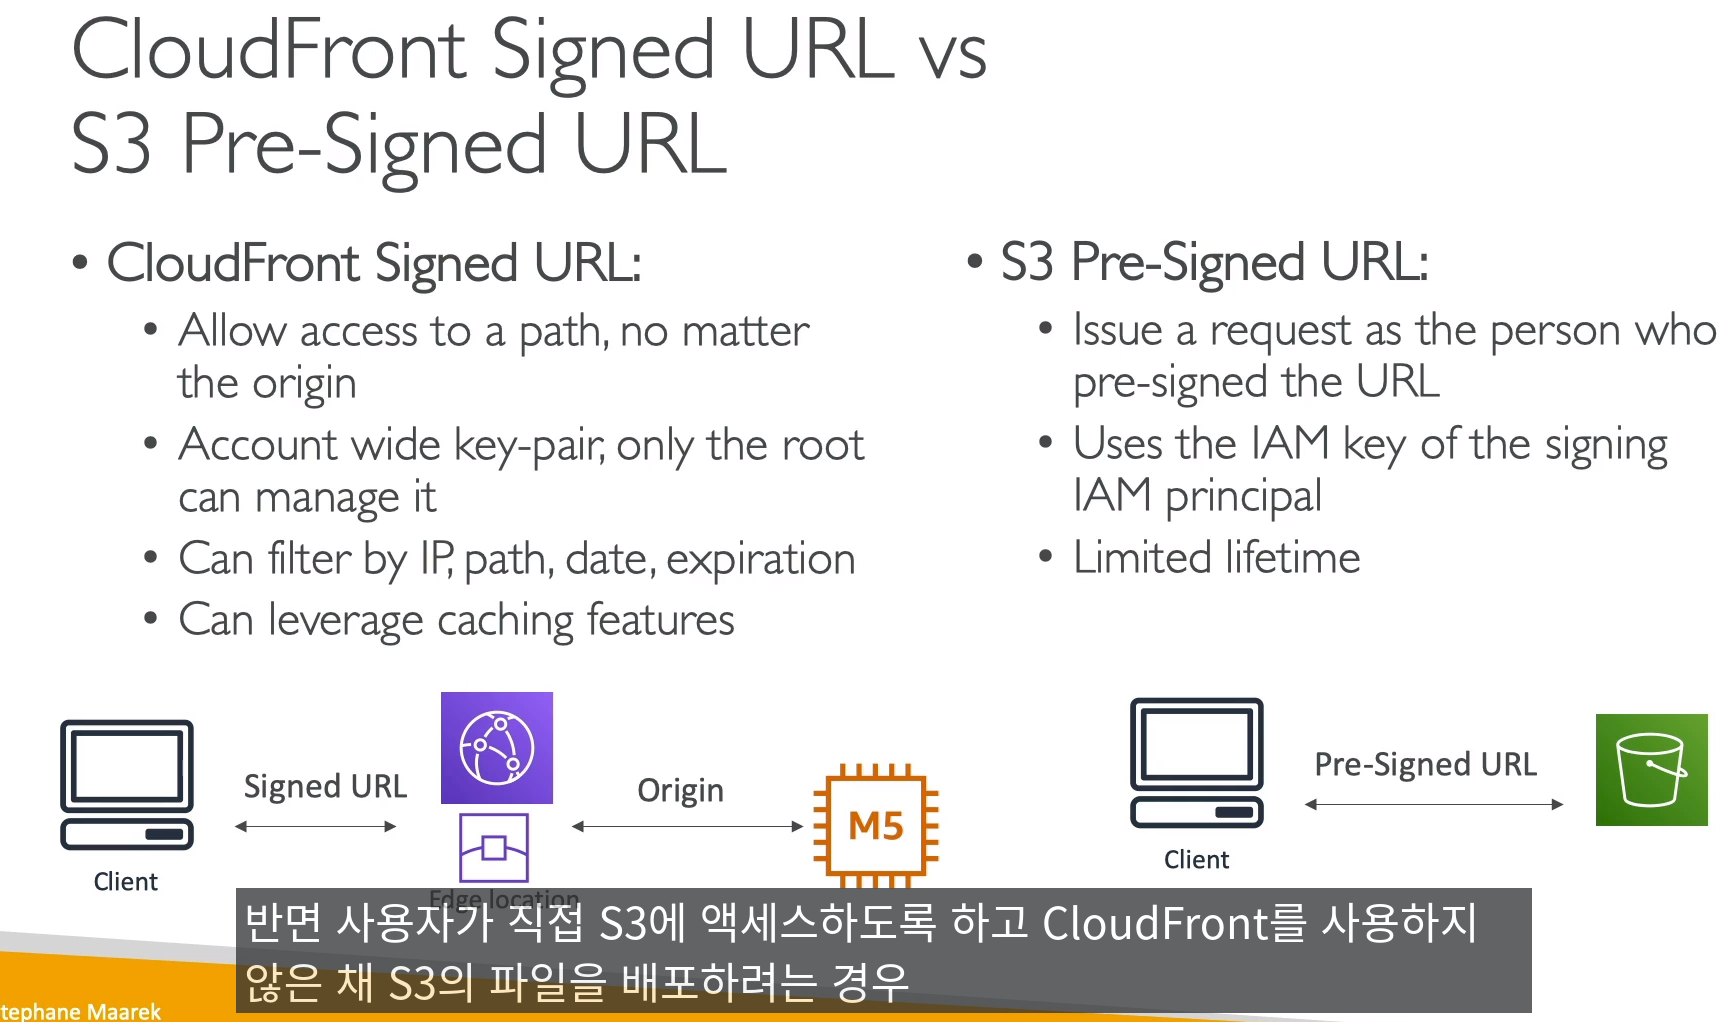 CloudFront Signed URL vs
S3 Pre-Signed URL
• CloudFront Signed URL:
• Allow access to a path, no matter
the origin
• Account wide key-pair, only the root
can manage it
• Can filter by IP, path, date, expiration
• Can leverage caching features
• S3 Pre-Signed URL:
• Issue a request as the person who
pre-signed the URL
• Uses the IAM key of the signing
IAM principal
• Limited lifetime
Client
Signed URL
Edge location
Origin
M5
Client
Pre-Signed URL
반면 사용자가 직접 S3에 액세스하도록 하고 CloudFront를 사용하지
않은 채 S3의 파일을 배포하려는 경우
tephane Maarek